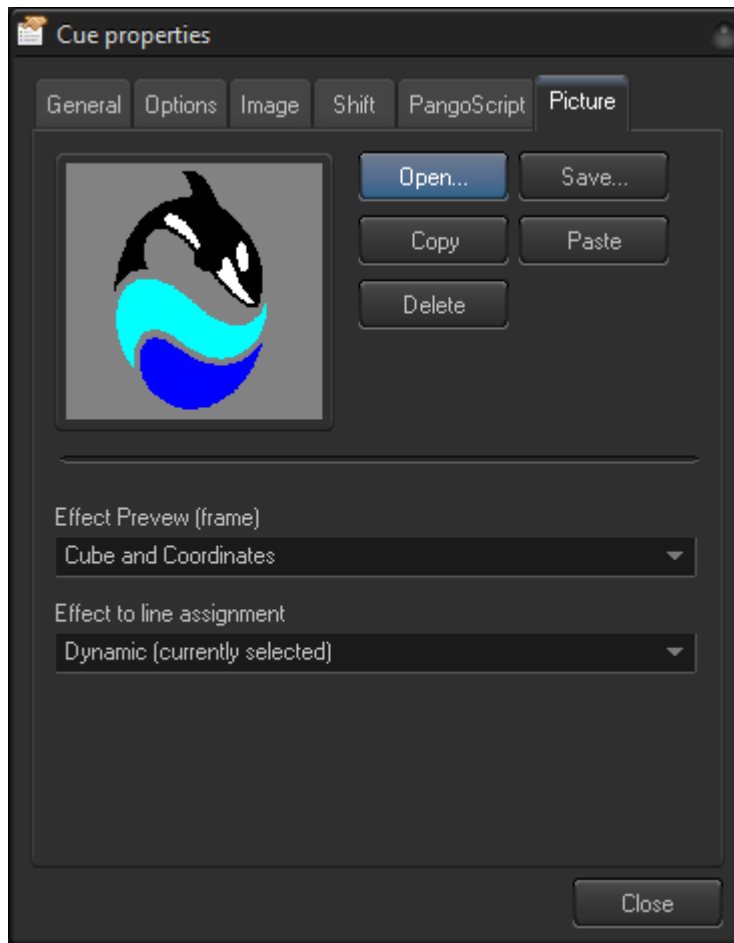 Cue properties
General Options Image Shift PangoScript Picture
Open... Save...
Copy Paste
Delete
Effect Prevew (frame)
Cube and Coordinates
Effect to line assignment
Dynamic (currently selected)
Close